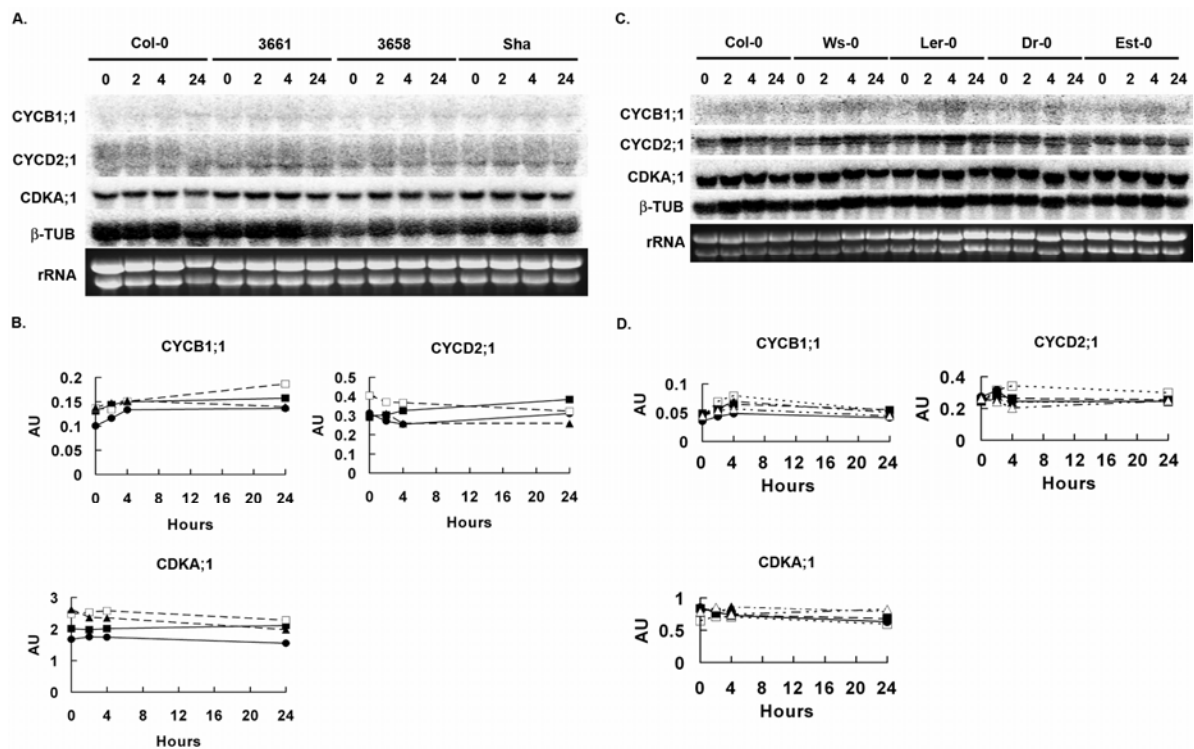 A.
Col-0 3661 3658 Sha
0 2 4 24 0 2 4 24 0 2 4 24 0 2 4 24
CYCB1;1
CYCD2;1
CDKA;1
β-TUB
rRNA
B.
CYCB1;1
0.2
0.15
0.1
0.05
0
AU
0 4 8 12 16 20 24
Hours
CYCD2;1
0.5
0.4
0.3
0.2
0.1
0
AU
0 4 8 12 16 20 24
Hours
CDKA;1
3
2
1
0
AU
0 4 8 12 16 20 24
Hours
C.
Col-0 Ws-0 Ler-0 Dr-0 Est-0
0 2 4 24 0 2 4 24 0 2 4 24 0 2 4 24 0 2 4 24
CYCB1;1
CYCD2;1
CDKA;1
β-TUB
rRNA
D.
CYCB1;1
0.1
0.05
0
AU
0 4 8 12 16 20 24
Hours
CYCD2;1
0.4
0.2
0
AU
0 4 8 12 16 20 24
Hours
CDKA;1
1
0.5
0
AU
0 4 8 12 16 20 24
Hours